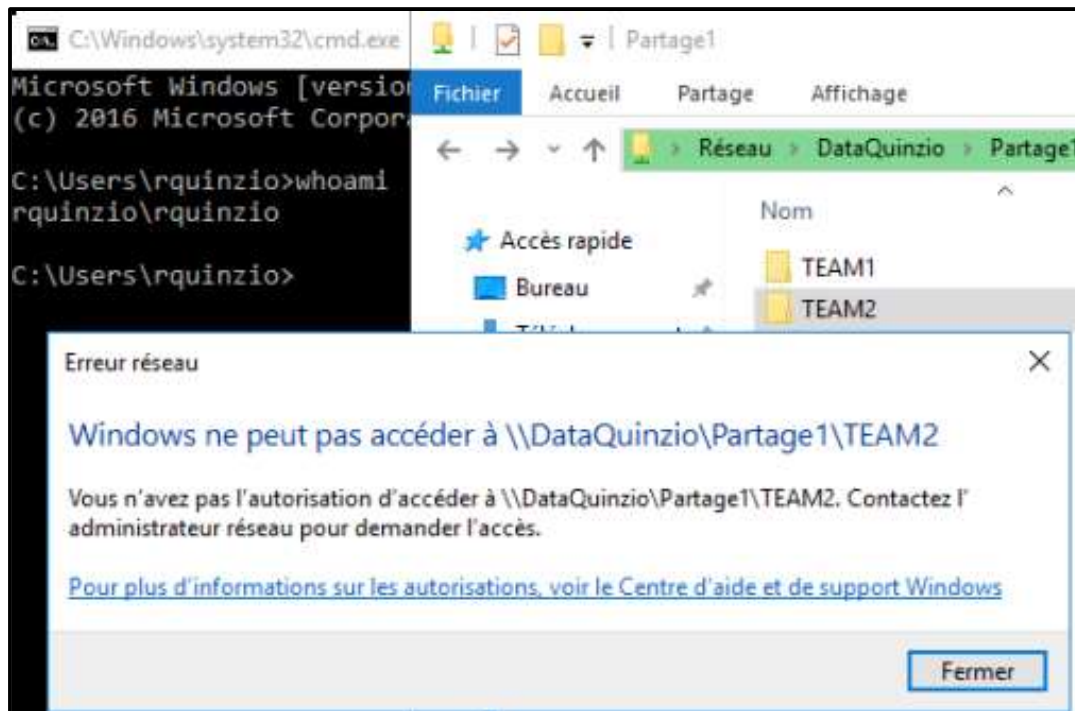 C:\Windows\system32\cmd.exe
Microsoft Windows [version
(c) 2016 Microsoft
C:\Users\rquinzio>whoami
rquinzio\rquinzio
C:\Users\rquinzio>
Partage1
Fichier Accueil Partage Affichage
Réseau > DataQuinzio > Partage1
Nom
Accès rapide
Bureau
TEAM1
TEAM2
Erreur réseau
Windows ne peut pas accéder à \\DataQuinzio\Partage1\TEAM2
Vous n'avez pas l'autorisation d'accéder à \\DataQuinzio\Partage1\TEAM2. Contactez l'
administrateur réseau pour demander l'accès.
Pour plus d'informations sur les autorisations, voir le Centre d'aide et de support Windows
Fermer